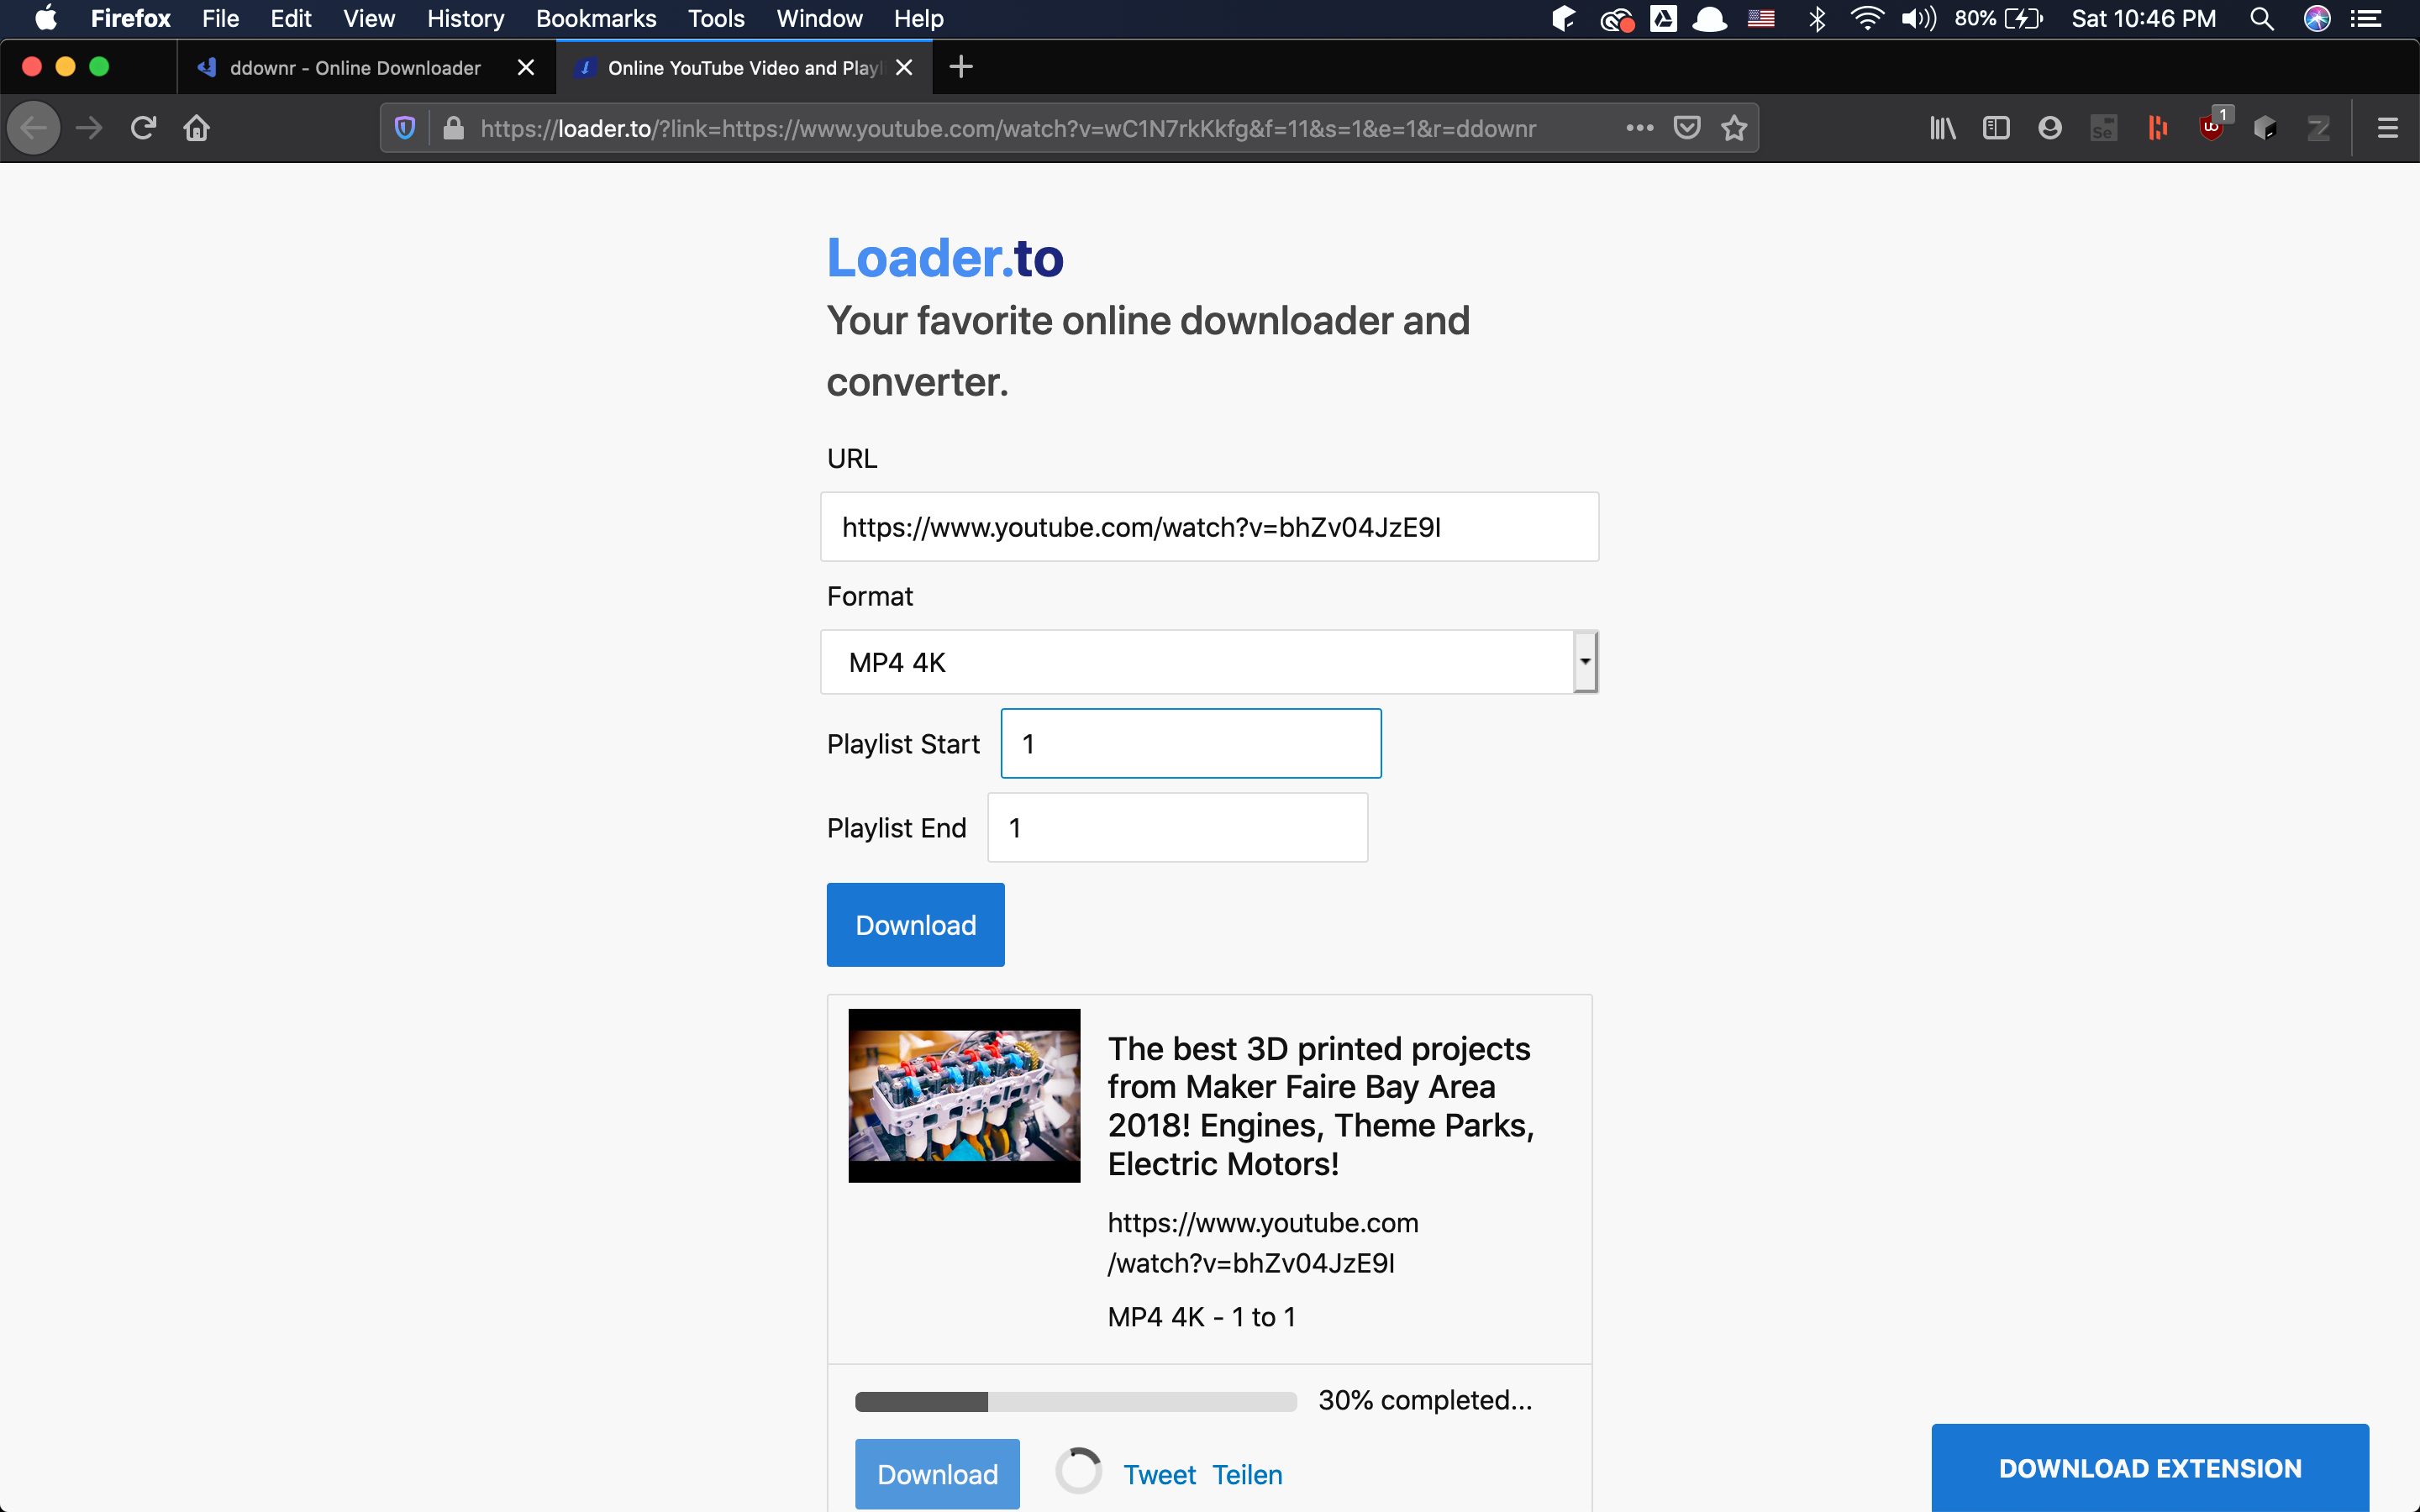 Firefox File Edit View History Bookmarks Tools Window Help 80% Sat 10:46 PM
ddownr - Online Downloader Online YouTube Video and Playl
https://loader.to/?link=https://www.youtube.com/watch?v=wC1N7rkKkfg&f=11&s=1&e=1&r=ddownr Se 1
Loader.to
Your favorite online downloader and
converter.
URL
https://www.youtube.com/watch?v=bhZv04JzE9I
Format
MP4 4K
Playlist Start 1
Playlist End 1
Download
The best 3D printed projects
from Maker Faire Bay Area
2018! Engines, Theme Parks,
Electric Motors!
https://www.youtube.com
/watch?v=bhZv04JzE9I
MP4 4K - 1 to 1
30% completed...
Download Tweet Teilen
DOWNLOAD EXTENSION